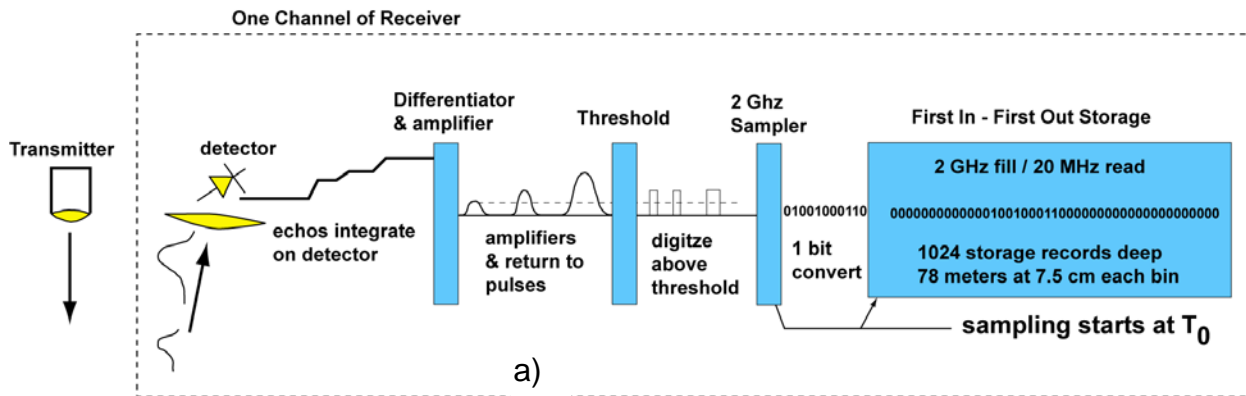 One Channel of Receiver
Transmitter
detector
echos integrate
on detector
Differentiator
& amplifier
amplifiers
& return to
pulses
Threshold
digitze
above
threshold
2 Ghz
Sampler
01001000110
1 bit
convert
First In - First Out Storage
2 GHz fill / 20 MHz read
0000000000000100100011000000000000000000000
1024 storage records deep
78 meters at 7.5 cm each bin
sampling starts at T0
a)